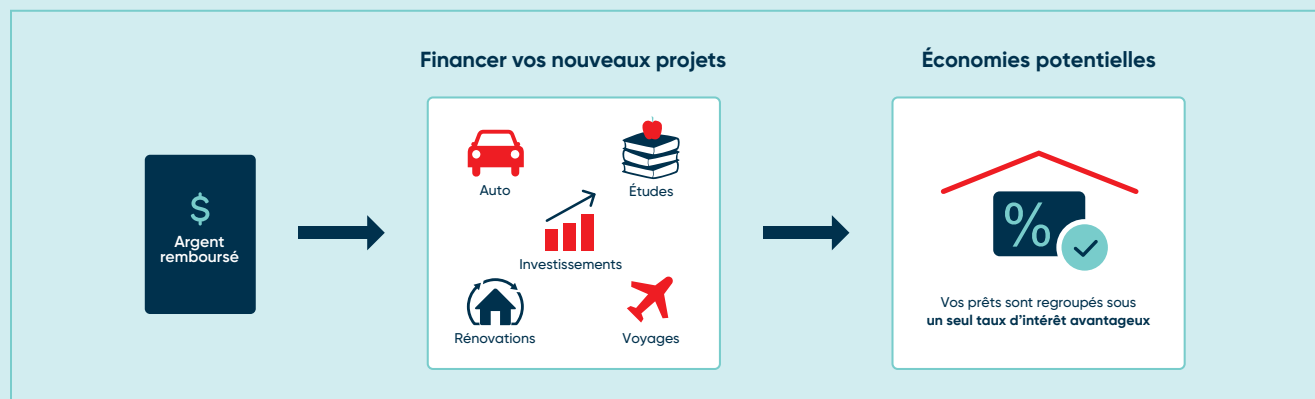 Financer vos nouveaux projets
Économies potentielles
$
Argent
remboursé
Auto
Études
Investissements
Rénovations
Voyages
%
Vos prêts sont regroupés sous
un seul taux d'intérêt avantageux